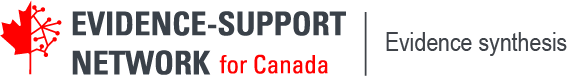 EVIDENCE-SUPPORT
NETWORK for Canada
Evidence synthesis